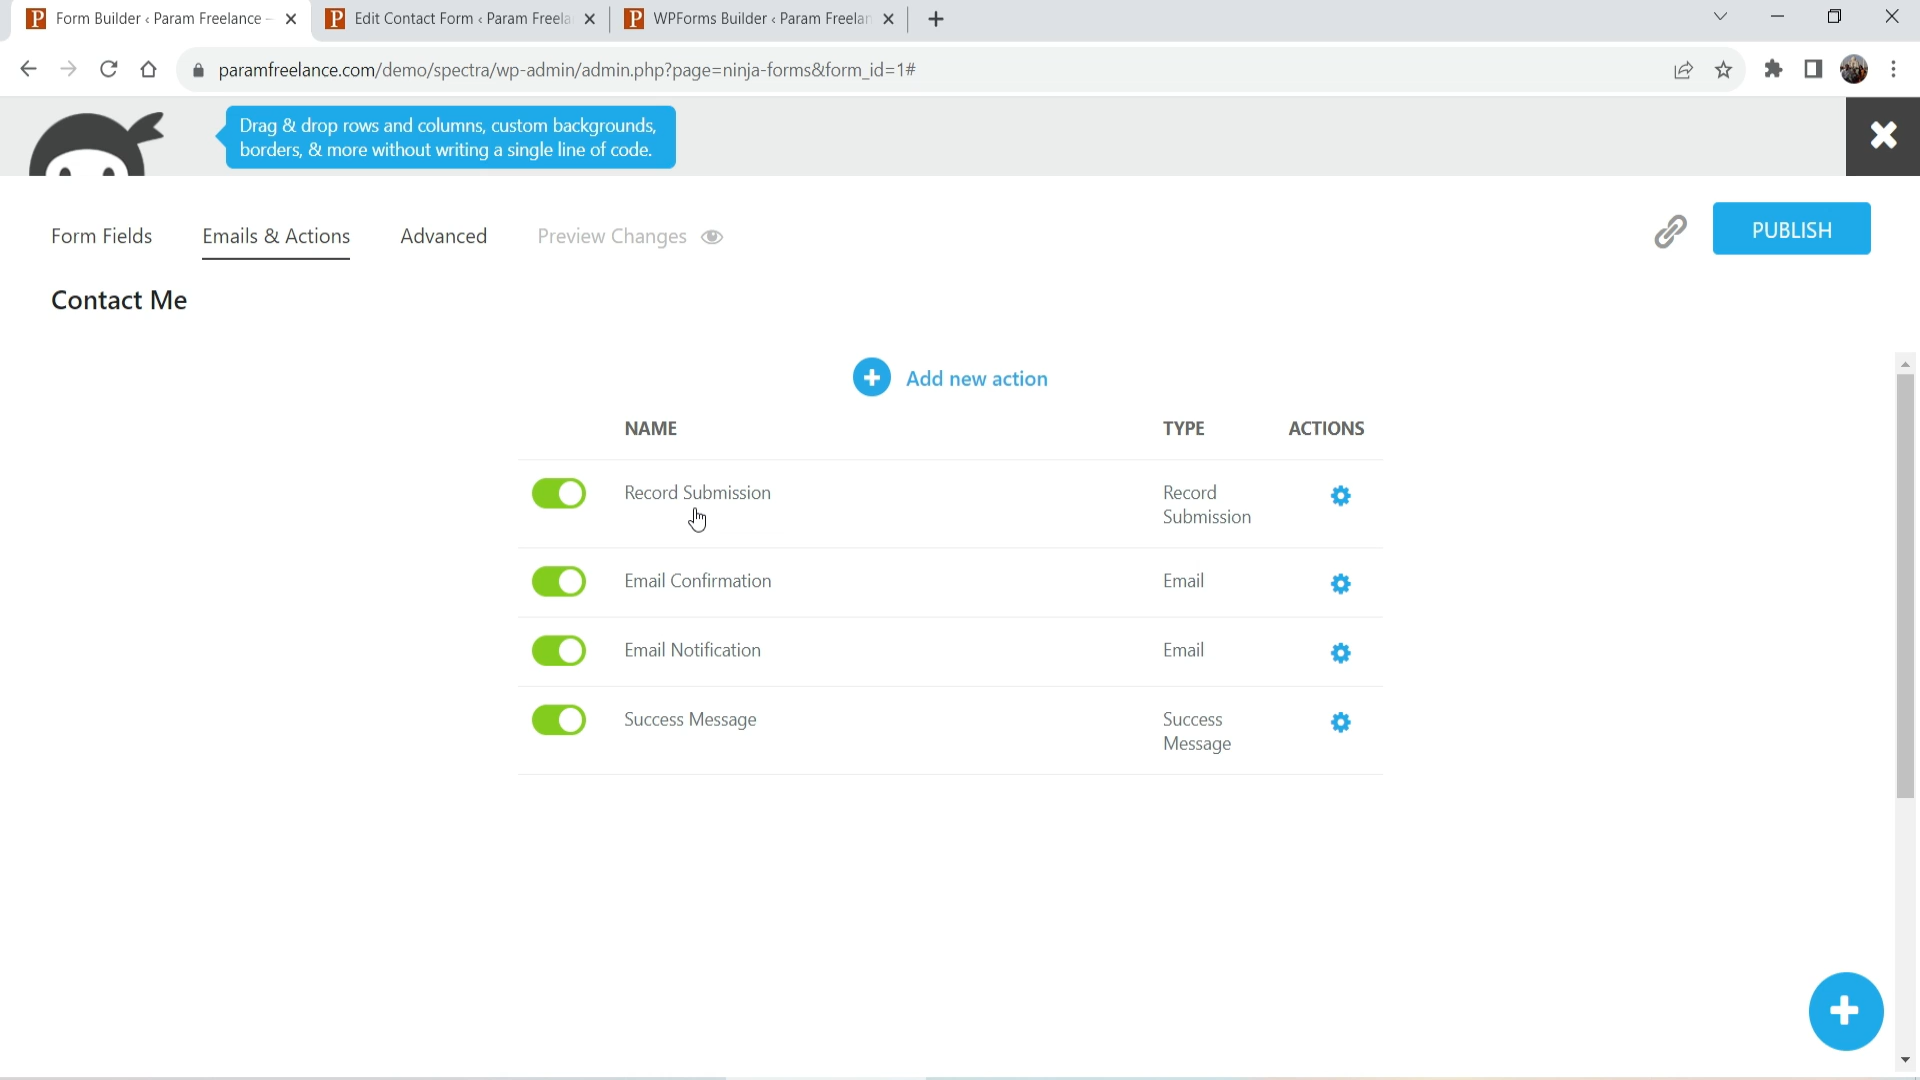 Form Builder ‹ Param Freelance –
Edit Contact Form ‹ Param Freela
WPForms Builder ‹ Param Freelan
paramfreelance.com/demo/spectra/wp-admin/admin.php?page=ninja-forms&form_id=1#
Drag & drop rows and columns, custom backgrounds,
borders, & more without writing a single line of code.
Form Fields
Emails & Actions
Advanced
Preview Changes
PUBLISH
Contact Me
Add new action
NAME TYPE ACTIONS
Record Submission Record
Submission
Email Confirmation Email
Email Notification Email
Success Message Success
Message